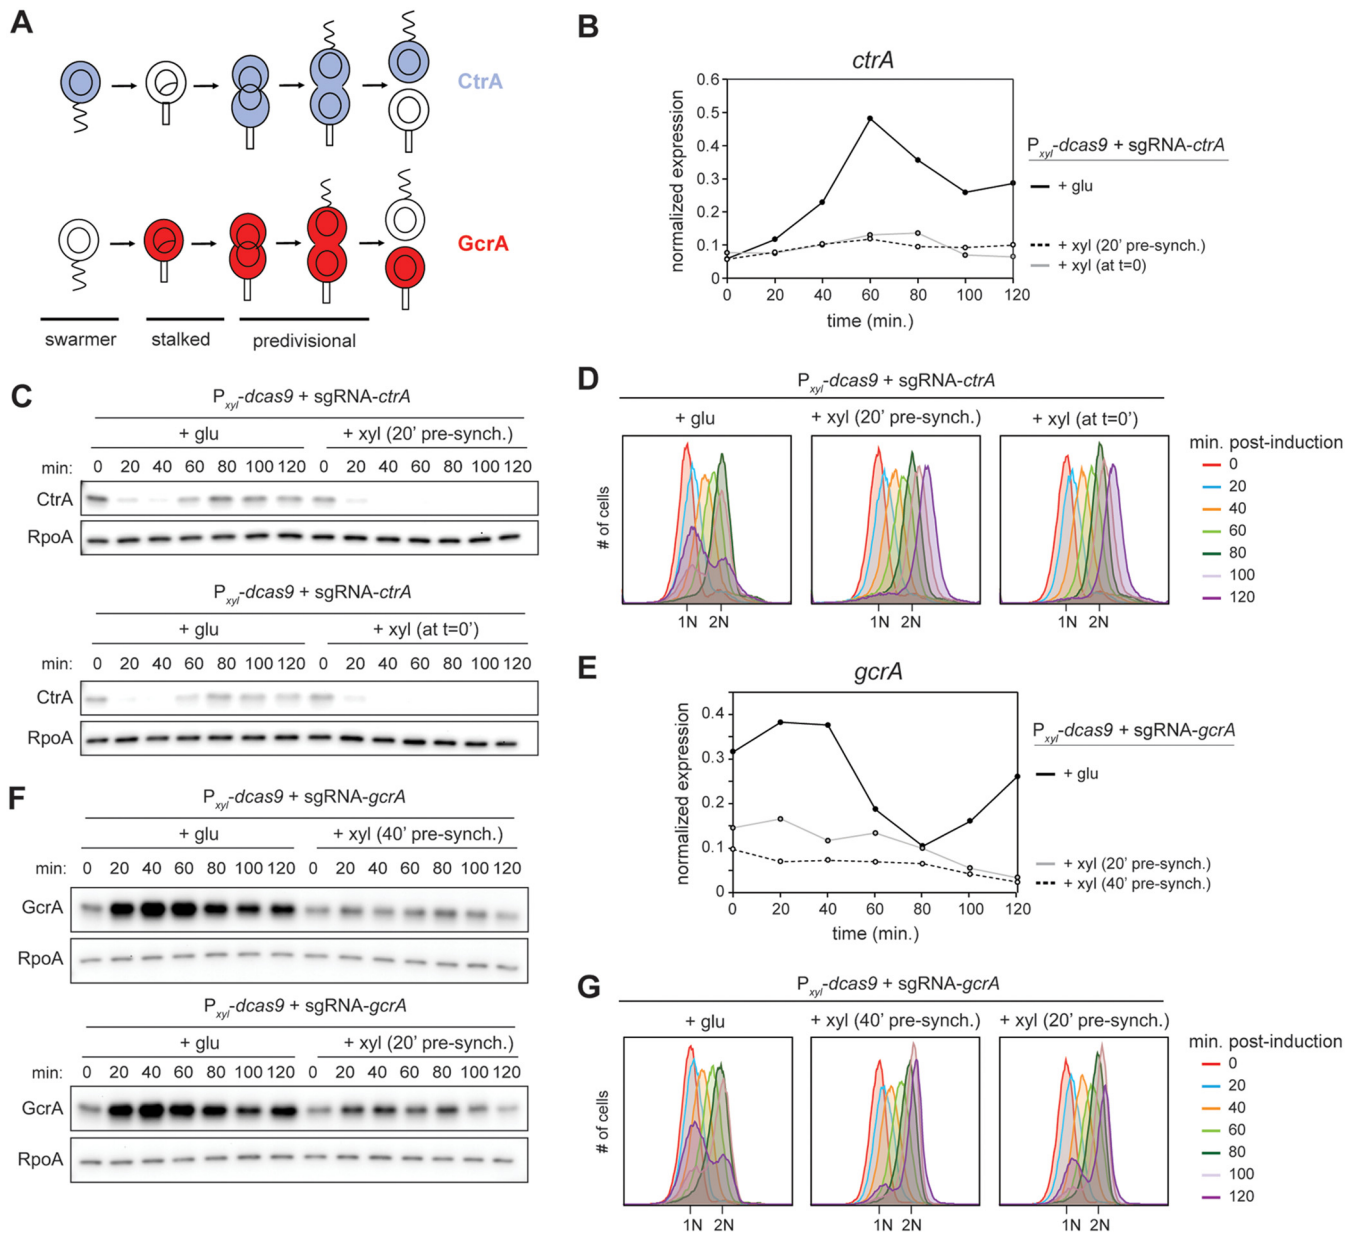 A
CtrA
GcrA
swarmer stalked predivisional
B
ctrA
normalized expression
0.6
0.5
0.4
0.3
0.2
0.1
0
0 20 40 60 80 100 120
time (min.)
Pxyl-dcas9 + sgRNA-ctrA
+ glu
+ xyl (20' pre-synch.)
+ xyl (at t=0)
C
Pxyl-dcas9 + sgRNA-ctrA
+ glu + xyl (20' pre-synch.)
min: 0 20 40 60 80 100 120 0 20 40 60 80 100 120
CtrA
RpoA
Pxyl-dcas9 + sgRNA-ctrA
+ glu + xyl (at t=0')
min: 0 20 40 60 80 100 120 0 20 40 60 80 100 120
CtrA
RpoA
D
Pxyl-dcas9 + sgRNA-ctrA
+ glu + xyl (20' pre-synch.) + xyl (at t=0')
# of cells
1N 2N 1N 2N 1N 2N
min. post-induction
0
20
40
60
80
100
120
E
gcrA
normalized expression
0.4
0.3
0.2
0.1
0
0 20 40 60 80 100 120
time (min.)
Pxyl-dcas9 + sgRNA-gcrA
+ glu
+ xyl (20' pre-synch.)
+ xyl (40' pre-synch.)
F
Pxyl-dcas9 + sgRNA-gcrA
+ glu + xyl (40' pre-synch.)
min: 0 20 40 60 80 100 120 0 20 40 60 80 100 120
GcrA
RpoA
Pxyl-dcas9 + sgRNA-gcrA
+ glu + xyl (20' pre-synch.)
min: 0 20 40 60 80 100 120 0 20 40 60 80 100 120
GcrA
RpoA
G
Pxyl-dcas9 + sgRNA-gcrA
+ glu + xyl (40' pre-synch.) + xyl (20' pre-synch.)
# of cells
1N 2N 1N 2N 1N 2N
min. post-induction
0
20
40
60
80
100
120